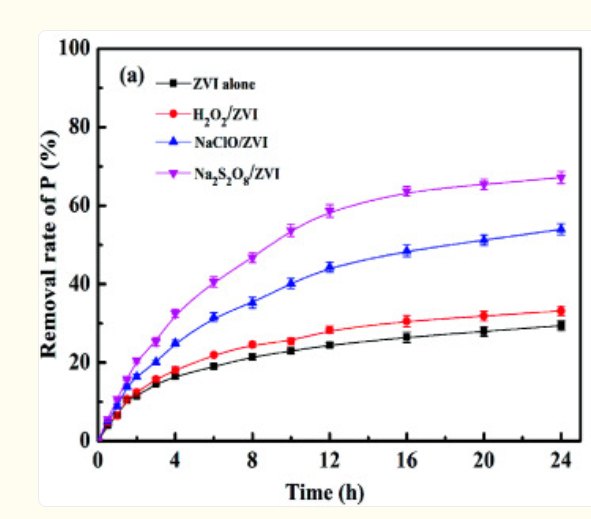 100
(a)
ZVI alone
H₂O₂/ZVI
NaClO/ZVI
Na₂S₂O₈/ZVI
80
60
40
20
0
Removal rate of P (%)
0 4 8 12 16 20 24
Time (h)